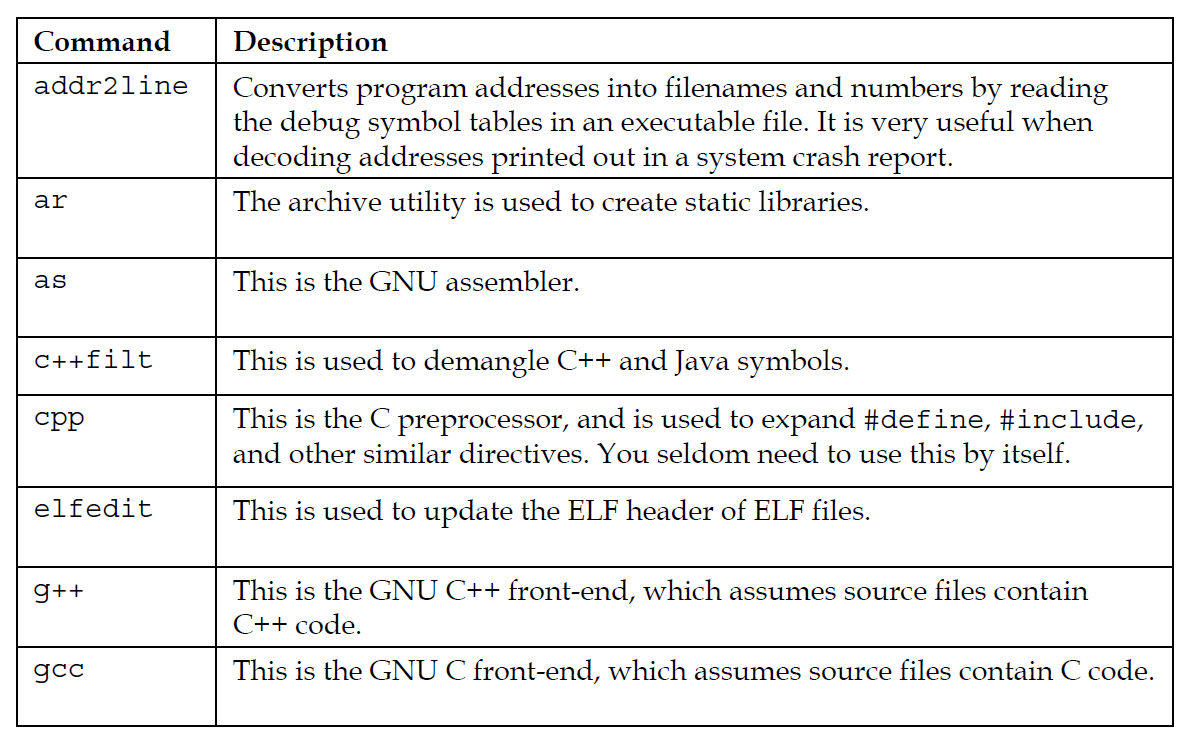 Command Description
addr2line Converts program addresses into filenames and numbers by reading
the debug symbol tables in an executable file. It is very useful when
decoding addresses printed out in a system crash report.
ar The archive utility is used to create static libraries.
as This is the GNU assembler.
c++filt This is used to demangle C++ and Java symbols.
cpp This is the C preprocessor, and is used to expand #define, #include,
and other similar directives. You seldom need to use this by itself.
elfedit This is used to update the ELF header of ELF files.
g++ This is the GNU C++ front-end, which assumes source files contain
C++ code.
gcc This is the GNU C front-end, which assumes source files contain C code.